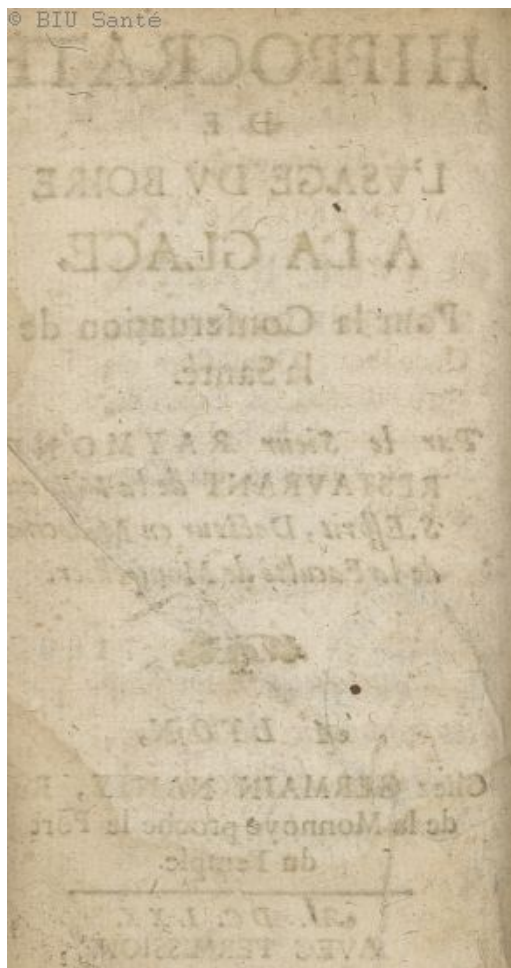 © BIU Santé
HIPPOCRATE
DE
L'VSAGE DV BOIRE
A LA GLACE,
Pour la Conseruation de
la Santé.
Par le Sieur RAYMOND
RESTAVRANT de la
S. Esprit, Docteur en Medecine
de la Faculté de Montpellier.
A LYON,
Chez GERMAIN NANTY,
de la Monnoye proche le Port
du Temple.
M. DC. LXX.
AVEC PERMISSION.